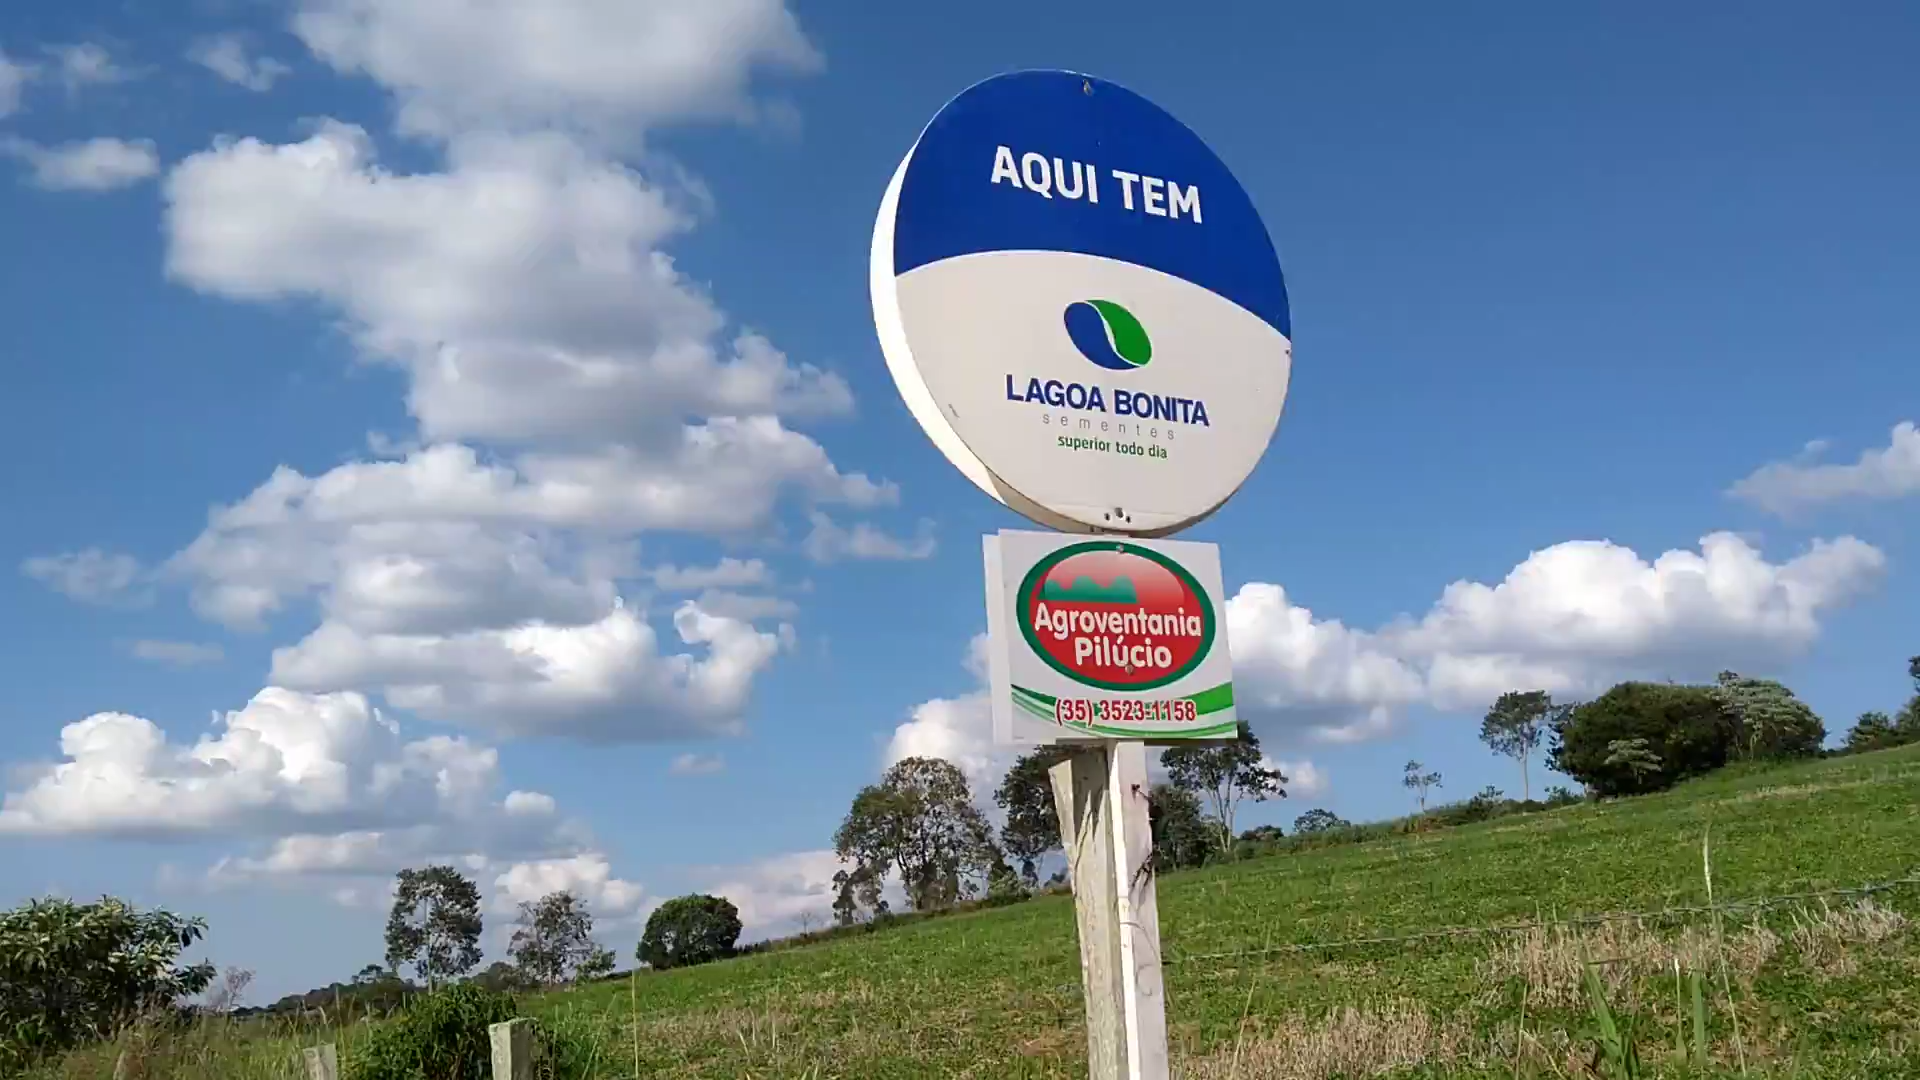 AQUI TEM
LAGOA BONITA
sementes
superior todo dia
Agroventania
Pilúcio
(35) 3523-1158